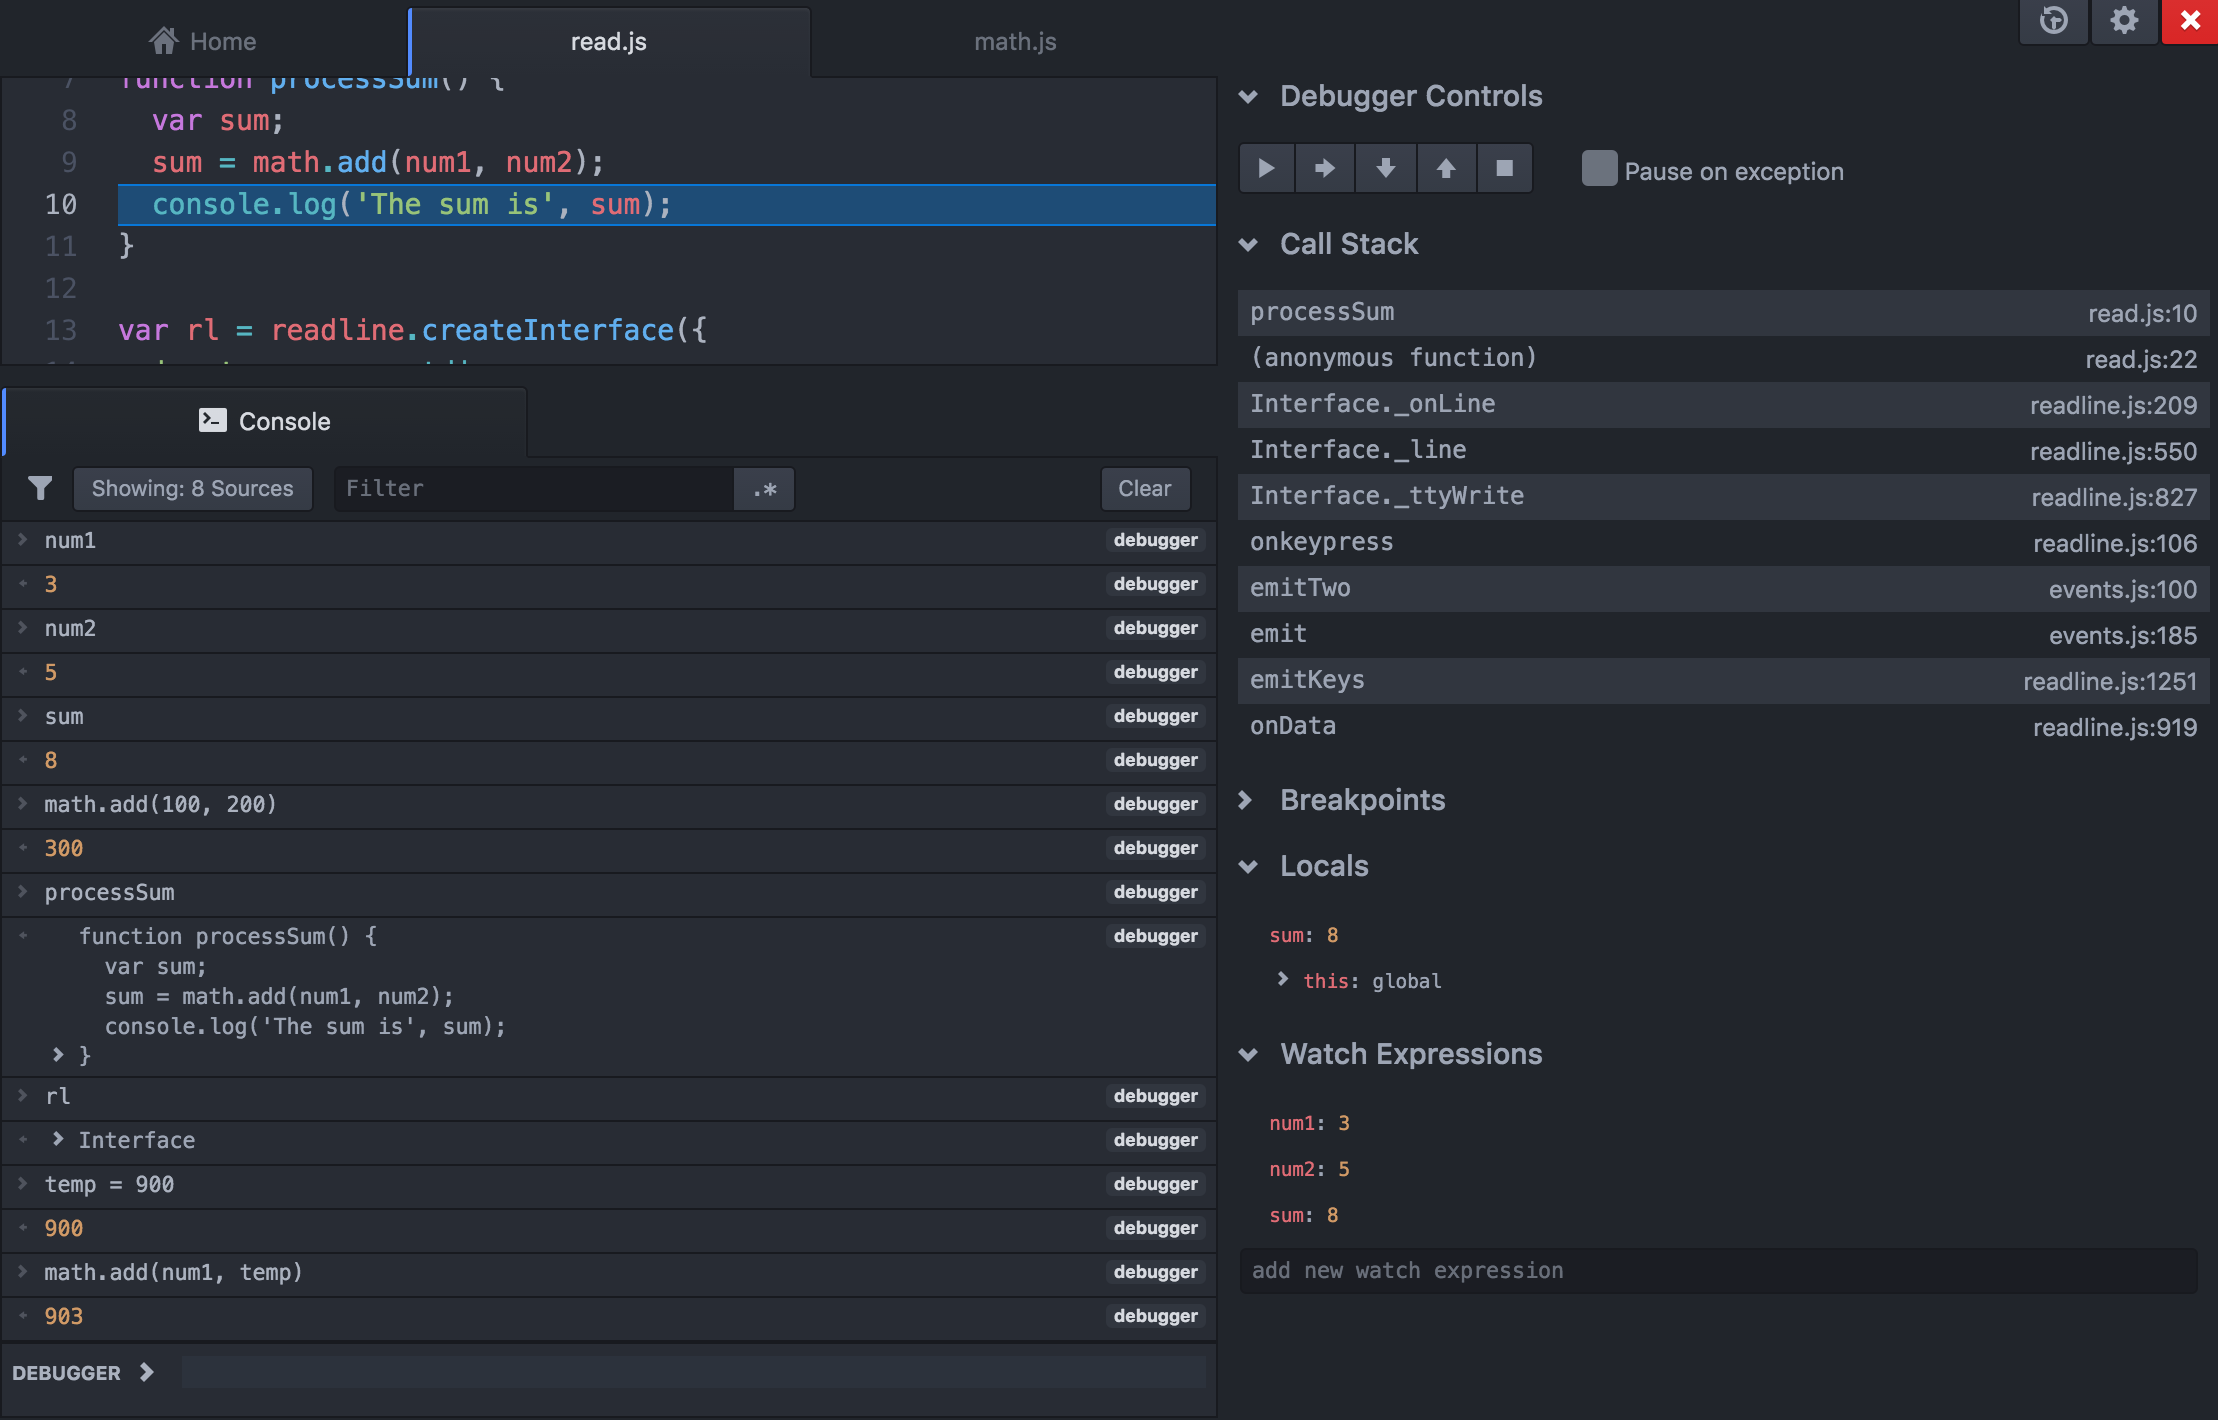 Home
read.js
math.js
7 function processSum() {
8 var sum;
9 sum = math.add(num1, num2);
10 console.log('The sum is', sum);
11 }
12
13 var rl = readline.createInterface({
Console
Showing: 8 Sources
Filter
.*
Clear
num1 debugger
3 debugger
num2 debugger
5 debugger
sum debugger
8 debugger
math.add(100, 200) debugger
300 debugger
processSum debugger
function processSum() { debugger
var sum;
sum = math.add(num1, num2);
console.log('The sum is', sum);
}
rl debugger
Interface debugger
temp = 900 debugger
900 debugger
math.add(num1, temp) debugger
903 debugger
DEBUGGER
Debugger Controls
Pause on exception
Call Stack
processSum read.js:10
(anonymous function) read.js:22
Interface._onLine readline.js:209
Interface._line readline.js:550
Interface._ttyWrite readline.js:827
onkeypress readline.js:106
emitTwo events.js:100
emit events.js:185
emitKeys readline.js:1251
onData readline.js:919
Breakpoints
Locals
sum: 8
this: global
Watch Expressions
num1: 3
num2: 5
sum: 8
add new watch expression